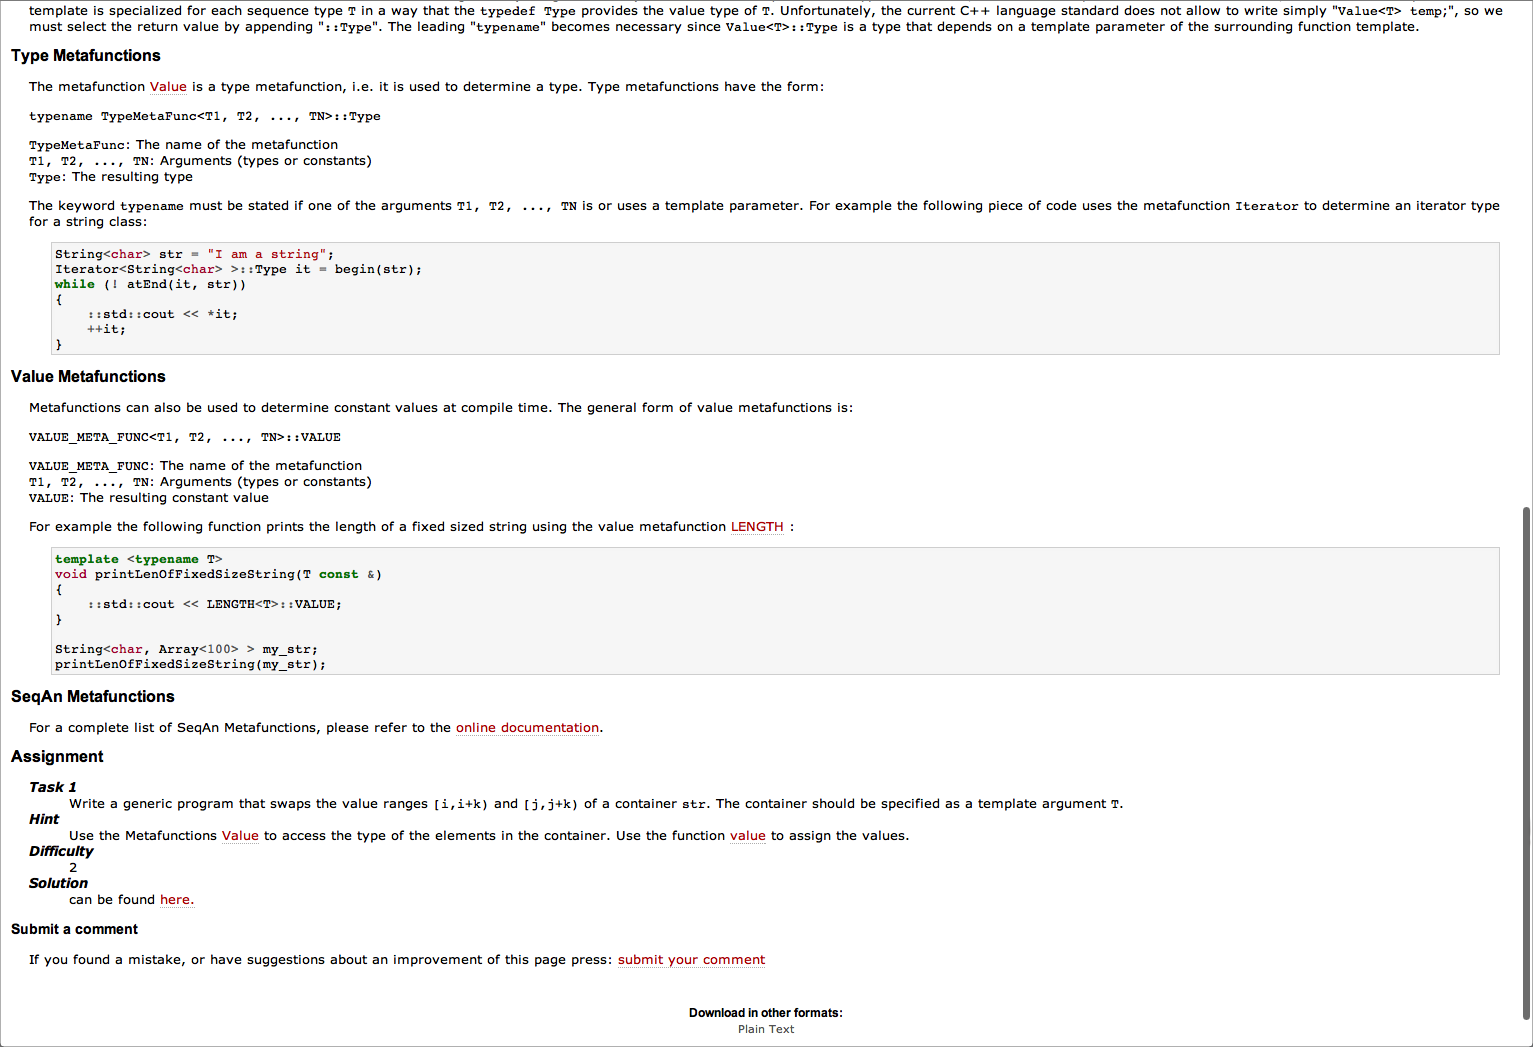 template is specialized for each sequence type T in a way that the typedef Type provides the value type of T. Unfortunately, the current C++ language standard does not allow to write simply "Value<T> temp;", so we
must select the return value by appending "::Type". The leading "typename" becomes necessary since Value<T>::Type is a type that depends on a template parameter of the surrounding function template.
Type Metafunctions
The metafunction Value is a type metafunction, i.e. it is used to determine a type. Type metafunctions have the form:
typename TypeMetaFunc<T1, T2, ..., TN>::Type
TypeMetaFunc: The name of the metafunction
T1, T2, ..., TN: Arguments (types or constants)
Type: The resulting type
The keyword typename must be stated if one of the arguments T1, T2, ..., TN is or uses a template parameter. For example the following piece of code uses the metafunction Iterator to determine an iterator type
for a string class:
String<char> str = "I am a string";
Iterator<String<char> >::Type it = begin(str);
while (! atEnd(it, str))
{
    ::std::cout << *it;
    ++it;
}
Value Metafunctions
Metafunctions can also be used to determine constant values at compile time. The general form of value metafunctions is:
VALUE_META_FUNC<T1, T2, ..., TN>::VALUE
VALUE_META_FUNC: The name of the metafunction
T1, T2, ..., TN: Arguments (types or constants)
VALUE: The resulting constant value
For example the following function prints the length of a fixed sized string using the value metafunction LENGTH :
template <typename T>
void printLenOfFixedSizeString(T const &)
{
    ::std::cout << LENGTH<T>::VALUE;
}
String<char, Array<100> > my_str;
printLenOfFixedSizeString(my_str);
SeqAn Metafunctions
For a complete list of SeqAn Metafunctions, please refer to the online documentation.
Assignment
Task 1
Write a generic program that swaps the value ranges [i,i+k) and [j,j+k) of a container str. The container should be specified as a template argument T.
Hint
Use the Metafunctions Value to access the type of the elements in the container. Use the function value to assign the values.
Difficulty
2
Solution
can be found here.
Submit a comment
If you found a mistake, or have suggestions about an improvement of this page press: submit your comment
Download in other formats:
Plain Text